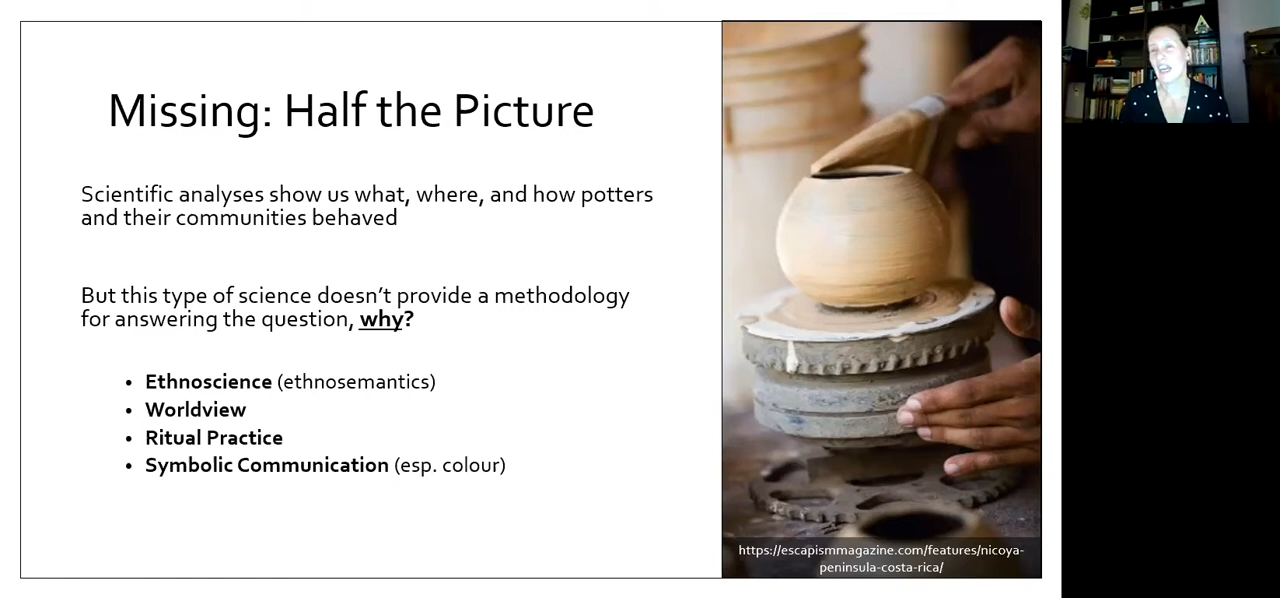 Missing: Half the Picture
Scientific analyses show us what, where, and how potters
and their communities behaved
But this type of science doesn't provide a methodology
for answering the question, why?
• Ethnoscience (ethnosemantics)
• Worldview
• Ritual Practice
• Symbolic Communication (esp. colour)
https://escapismmagazine.com/features/nicoya-
peninsula-costa-rica/